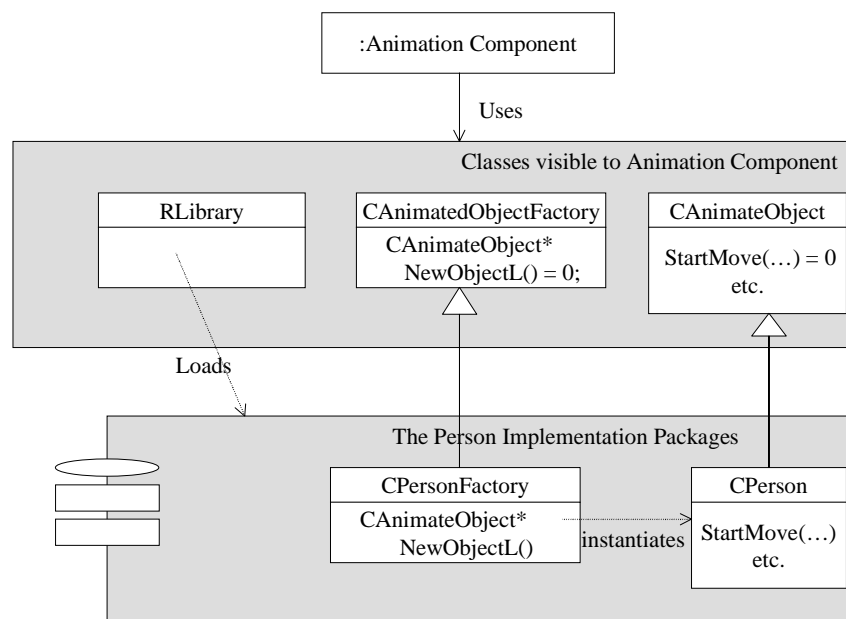 :Animation Component
Uses
Classes visible to Animation Component
RLibrary
CAnimatedObjectFactory
CAnimateObject*
NewObjectL() = 0;
CAnimateObject
StartMove(…) = 0
etc.
Loads
The Person Implementation Packages
CPersonFactory
CAnimateObject*
NewObjectL()
instantiates
CPerson
StartMove(…)
etc.